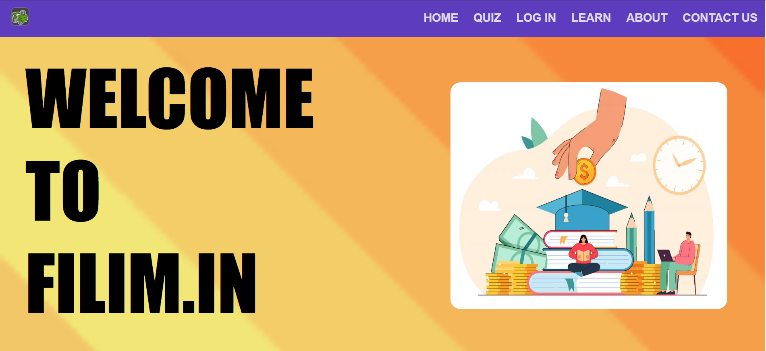 HOME QUIZ LOG IN LEARN ABOUT CONTACT US
WELCOME
TO
FILIM.IN
$